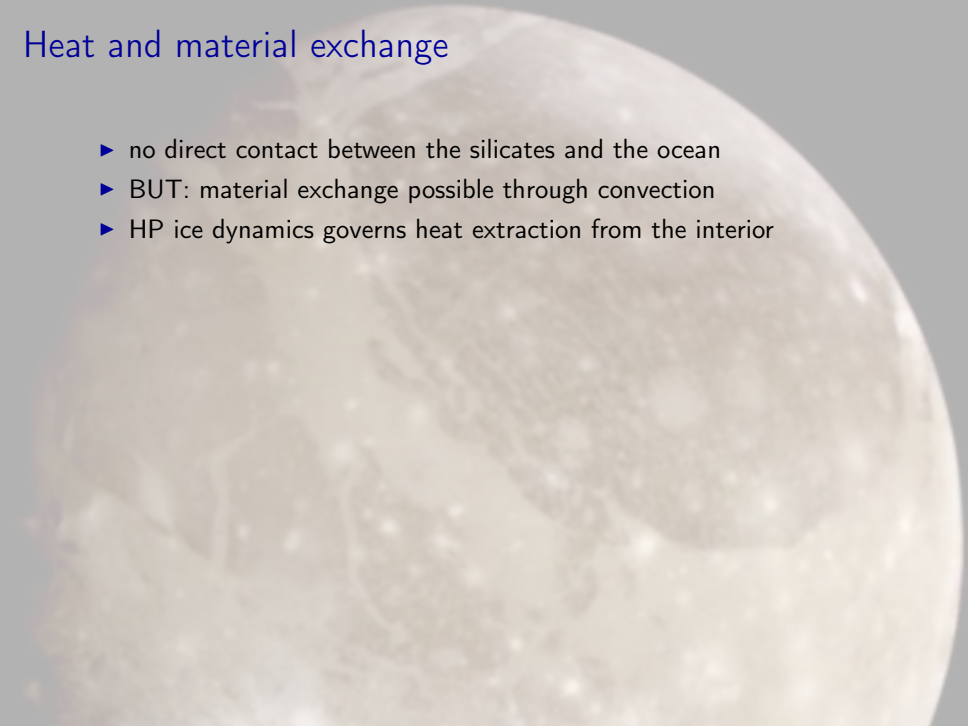 Heat and material exchange
▶ no direct contact between the silicates and the ocean
▶ BUT: material exchange possible through convection
▶ HP ice dynamics governs heat extraction from the interior